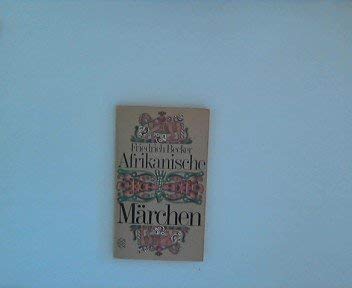 Friedrich Becker
Afrikanische
Märchen